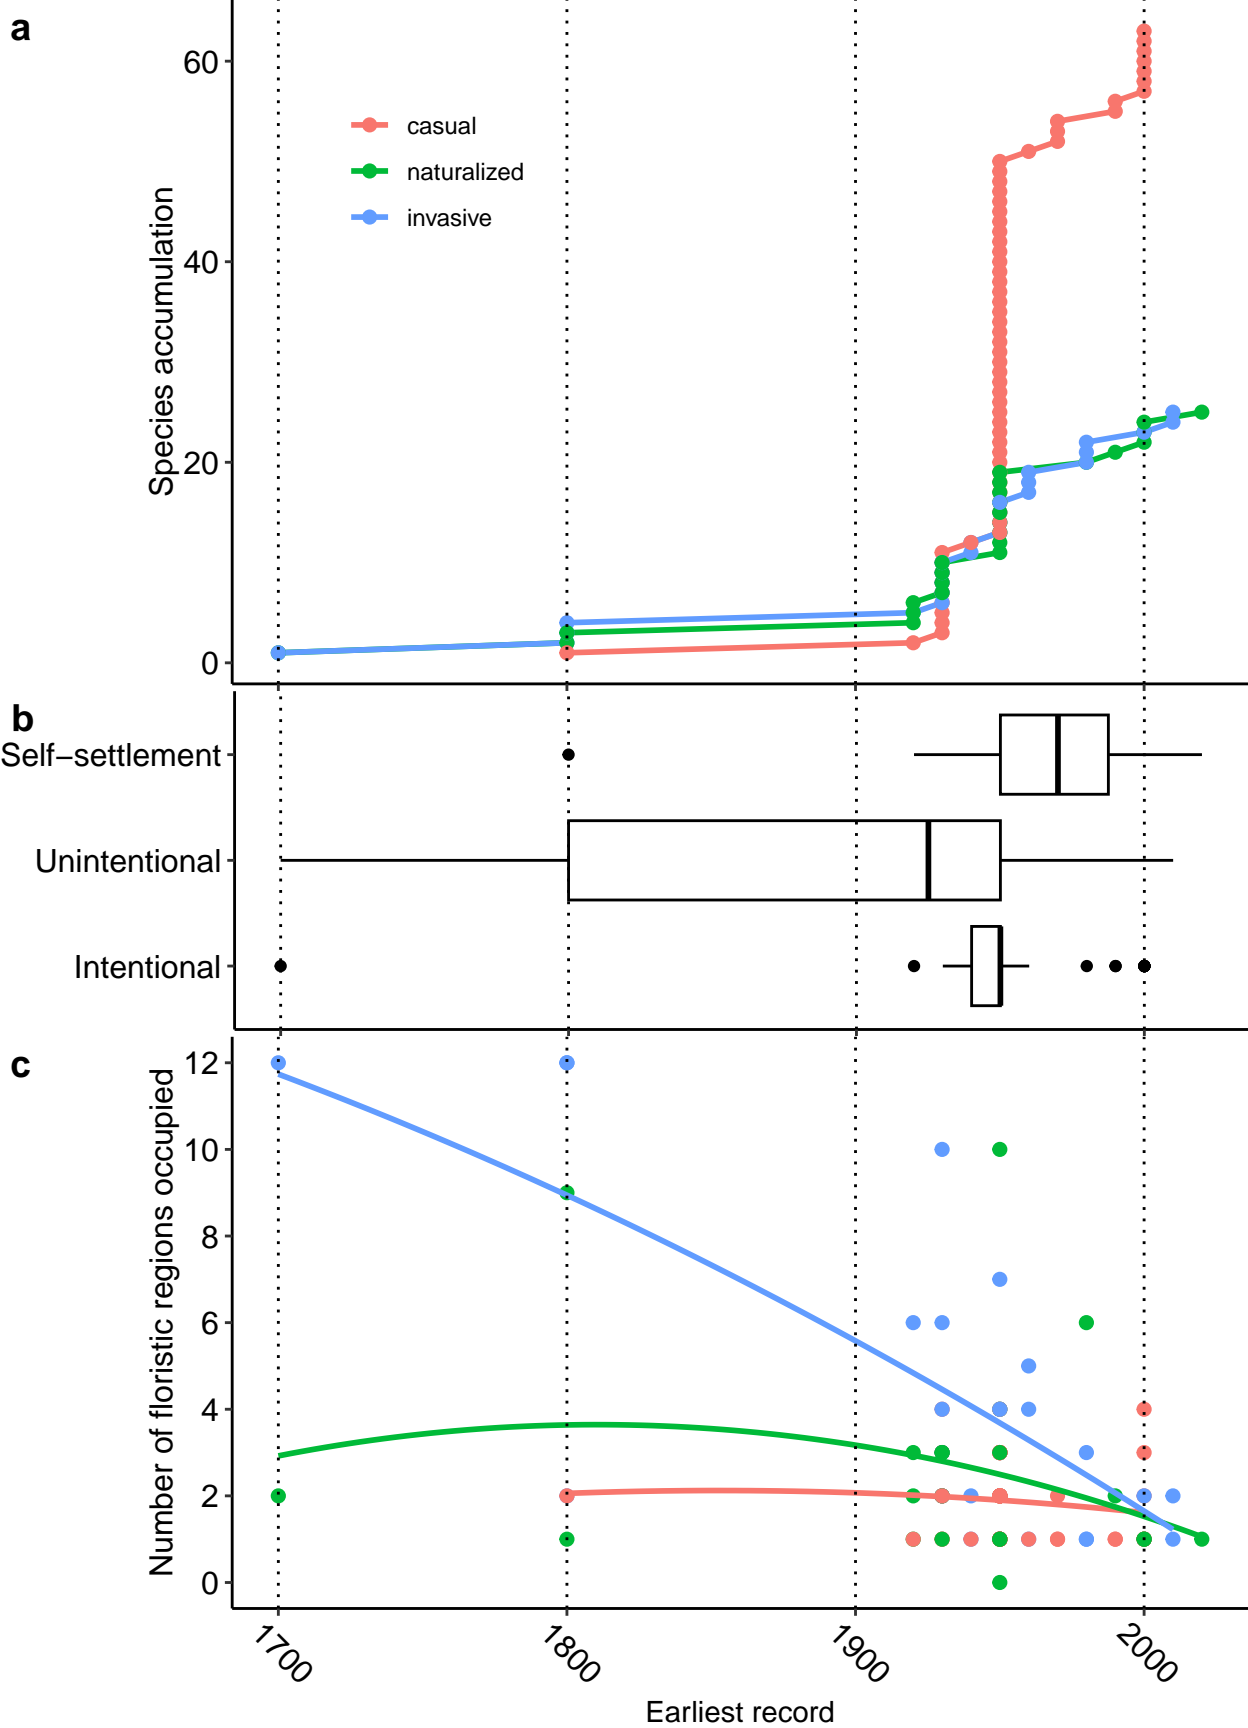 a
60
40
20
0
Species accumulation
casual
naturalized
invasive
b
Self−settlement
Unintentional
Intentional
c
12
10
8
6
4
2
0
Number of floristic regions occupied
1700
1800
1900
2000
Earliest record